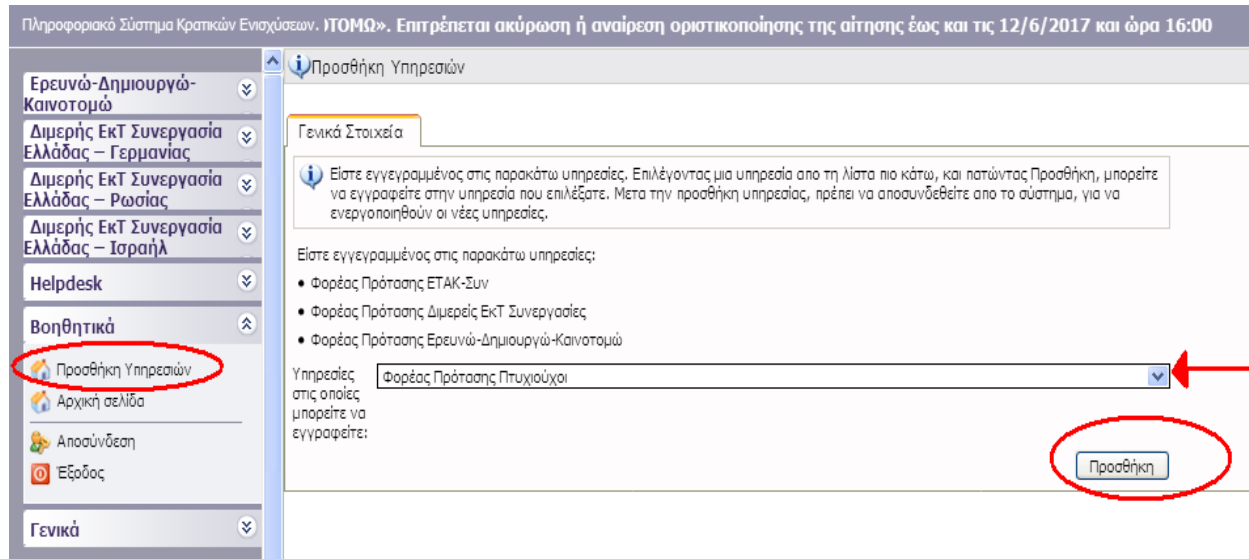 Πληροφοριακό Σύστημα Κρατικών Ενισχύσεων. ΟΤΟΜΩ». Επιτρέπεται ακύρωση ή αναίρεση οριστικοποίησης της αίτησης έως και τις 12/6/2017 και ώρα 16:00
Ερευνώ-Δημιουργώ-
Καινοτομώ
Διμερής ΕκΤ Συνεργασία
Ελλάδας – Γερμανίας
Διμερής ΕκΤ Συνεργασία
Ελλάδας – Ρωσίας
Διμερής ΕκΤ Συνεργασία
Ελλάδας – Ισραήλ
Helpdesk
Βοηθητικά
Προσθήκη Υπηρεσιών
Αρχική σελίδα
Αποσύνδεση
Έξοδος
Γενικά
Προσθήκη Υπηρεσιών
Γενικά Στοιχεία
Είστε εγγεγραμμένος στις παρακάτω υπηρεσίες. Επιλέγοντας μια υπηρεσία απο τη λίστα πιο κάτω, και πατώντας Προσθήκη, μπορείτε
να εγγραφείτε στην υπηρεσία που επιλέξατε. Μετα την προσθήκη υπηρεσίας, πρέπει να αποσυνδεθείτε απο το σύστημα, για να
ενεργοποιηθούν οι νέες υπηρεσίες.
Είστε εγγεγραμμένος στις παρακάτω υπηρεσίες:
• Φορέας Πρότασης ΕΤΑΚ-Συν
• Φορέας Πρότασης Διμερείς ΕκΤ Συνεργασίες
• Φορέας Πρότασης Ερευνώ-Δημιουργώ-Καινοτομώ
Υπηρεσίες
στις οποίες
μπορείτε να
εγγραφείτε:
Φορέας Πρότασης Πτυχιούχοι
Προσθήκη